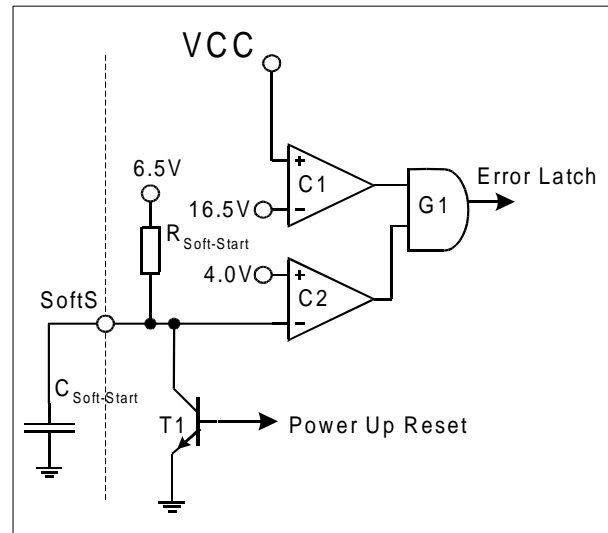 VCC
6.5V
+
C1
Error Latch
16.5V
-
G1
R Soft-Start
4.0V
+
C2
SoftS
-
C Soft-Start
T1
Power Up Reset